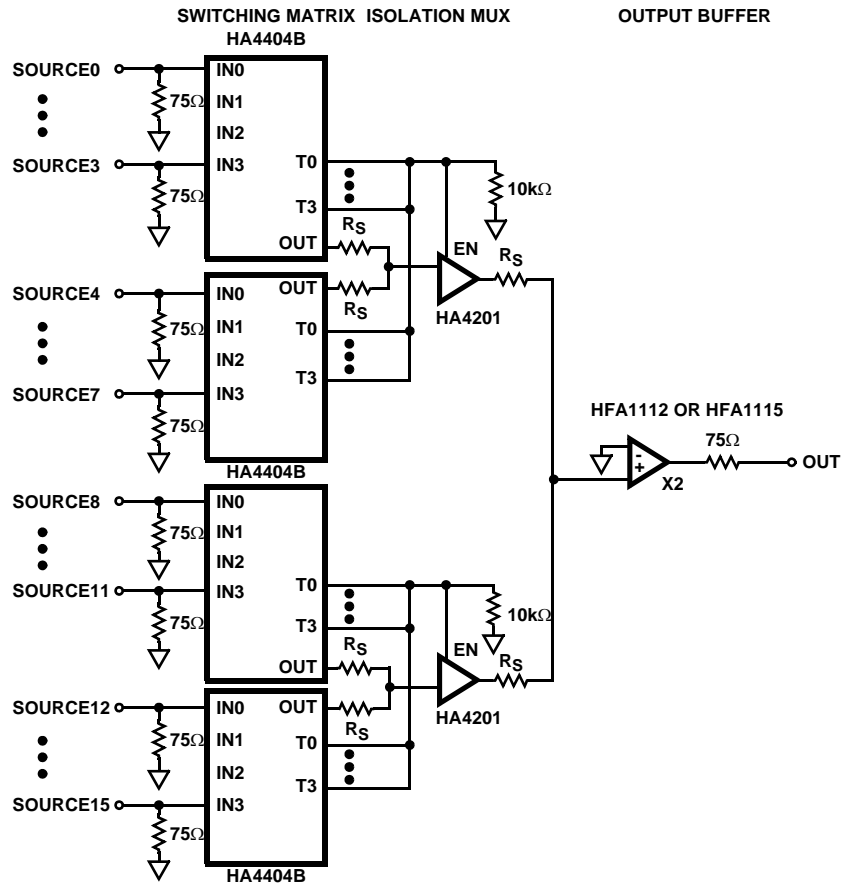 SWITCHING MATRIX ISOLATION MUX OUTPUT BUFFER
HA4404B
SOURCE0
75Ω
IN0
IN1
IN2
SOURCE3
75Ω
IN3
T0
10kΩ
T3
RS
OUT
EN
RS
HA4201
SOURCE4
75Ω
IN0
OUT
RS
IN1
T0
IN2
T3
SOURCE7
75Ω
IN3
HA4404B
HFA1112 OR HFA1115
-
+
X2
75Ω
OUT
SOURCE8
75Ω
IN0
IN1
IN2
SOURCE11
75Ω
IN3
T0
10kΩ
T3
RS
OUT
EN
RS
HA4201
SOURCE12
75Ω
IN0
OUT
RS
IN1
T0
IN2
T3
SOURCE15
75Ω
IN3
HA4404B